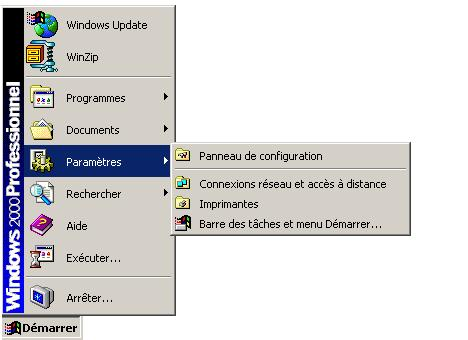 Windows Update
WinZip
Programmes
Documents
Paramètres
Panneau de configuration
Connexions réseau et accès à distance
Imprimantes
Barre des tâches et menu Démarrer...
Rechercher
Aide
Exécuter...
Arrêter...
Windows 2000 Professionnel
Démarrer